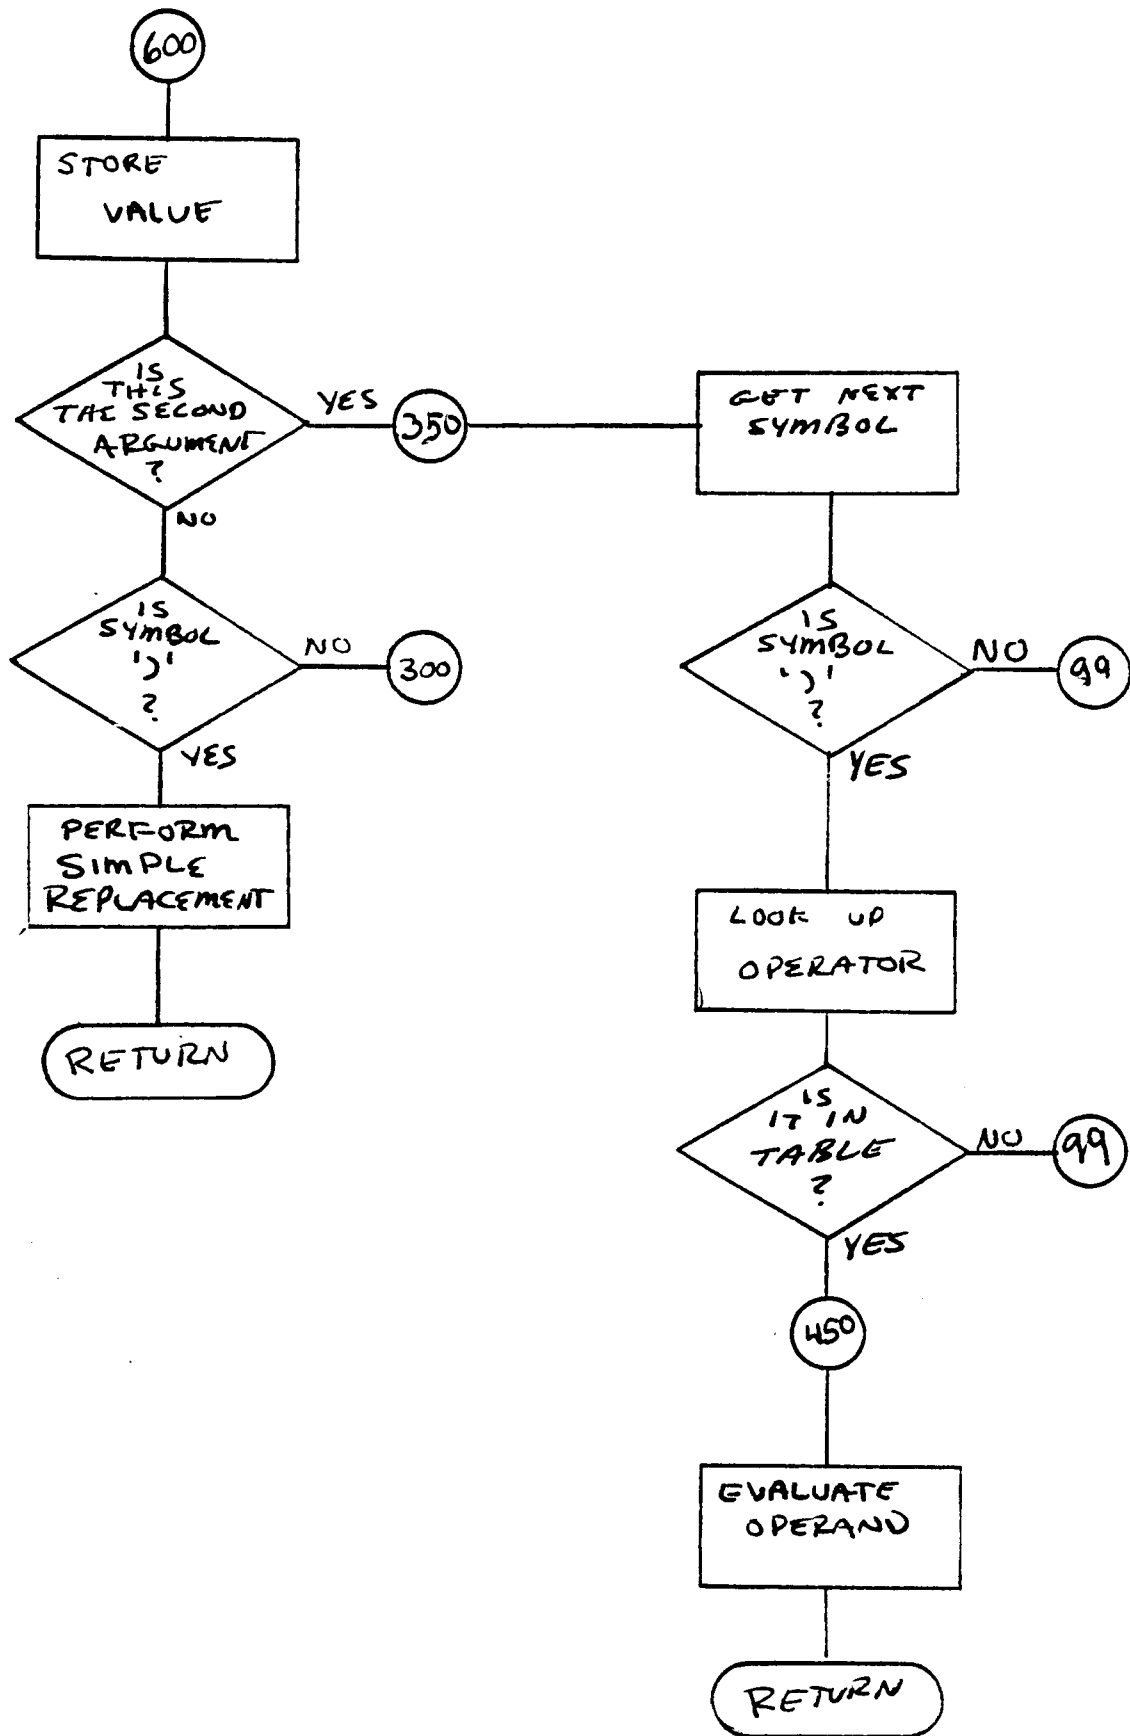 600
STORE
VALUE
IS
THIS
THE SECOND
ARGUMENT
?
YES
350
NO
IS
SYMBOL
')'
?
NO
300
YES
PERFORM
SIMPLE
REPLACEMENT
RETURN
GET NEXT
SYMBOL
IS
SYMBOL
')'
?
NO
99
YES
LOOK UP
OPERATOR
IS
IT IN
TABLE
?
NO
99
YES
450
EVALUATE
OPERAND
RETURN